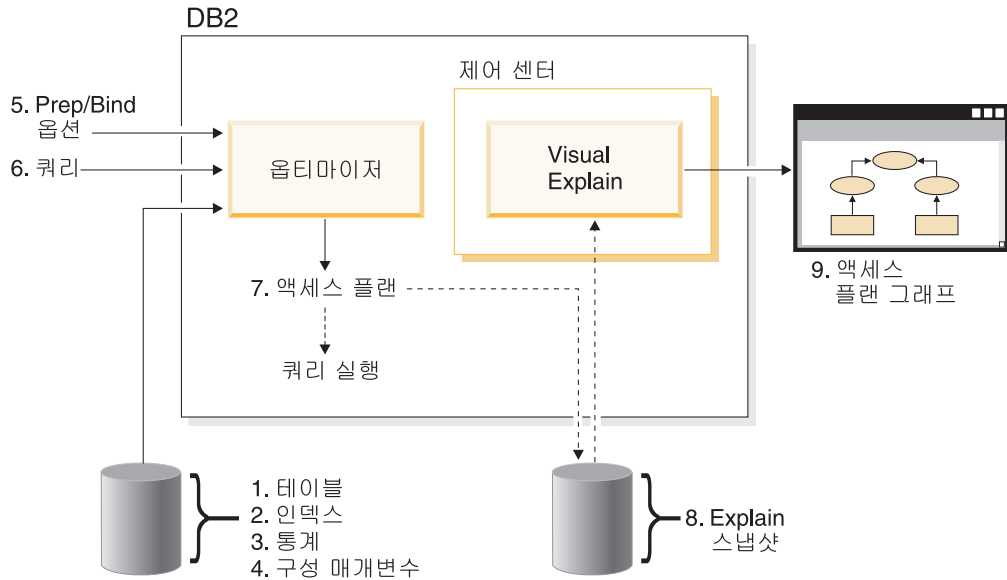 DB2
제어 센터
5. Prep/Bind
옵션
6. 쿼리
옵티마이저
Visual
Explain
7. 액세스 플랜
쿼리 실행
9. 액세스
플랜 그래프
1. 테이블
2. 인덱스
3. 통계
4. 구성 매개변수
8. Explain
스냅샷